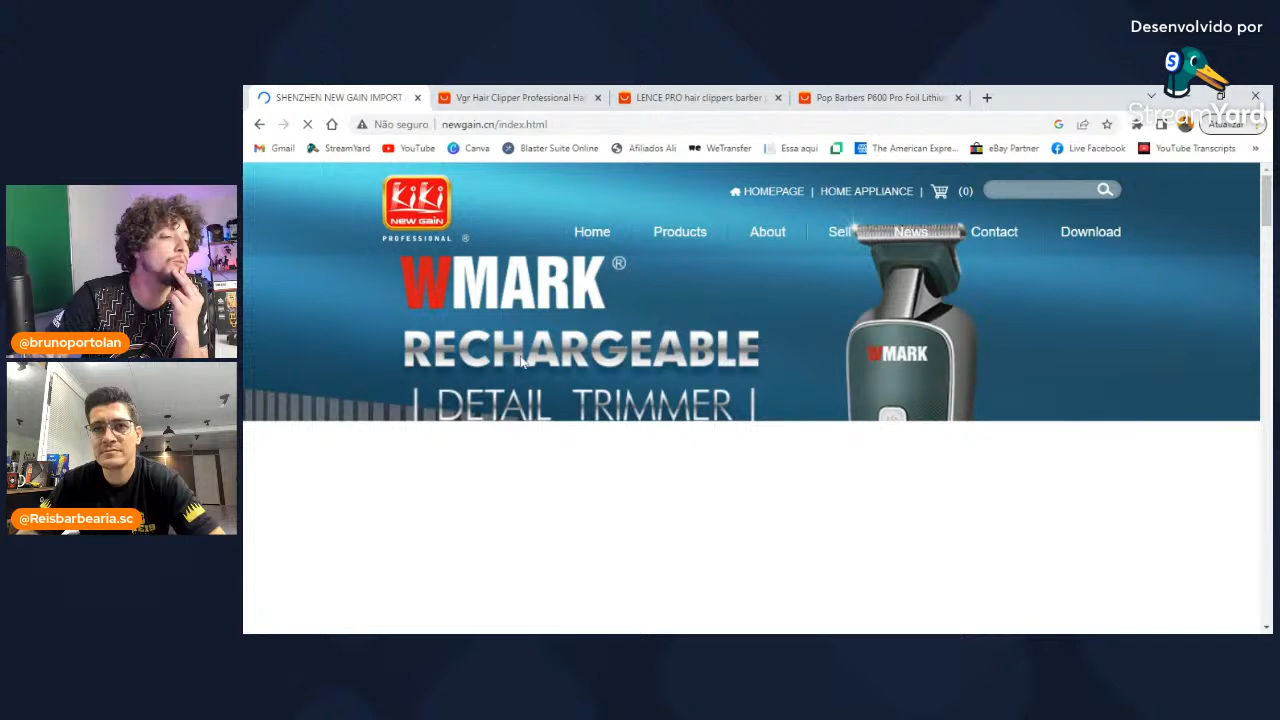 Desenvolvido por
S
StreamYard
SHENZHEN NEW GAIN IMPORT
Vgr Hair Clipper Professional Ha
LENCE PRO hair clippers barber
Pop Barbers P600 Pro Foil Lithiu
Não seguro
newgain.cn/index.html
Atualizar
Gmail
StreamYard
YouTube
Canva
Blaster Suite Online
Afiliados Ali
WeTransfer
Essa aqui
The American Expre...
eBay Partner
Live Facebook
YouTube Transcripts
»
KiKi
NEW GAIN
PROFESSIONAL ®
HOMEPAGE | HOME APPLIANCE | (0)
Home
Products
About
Sell
News
Contact
Download
WMARK®
RECHARGEABLE
| DETAIL TRIMMER |
WMARK
@brunoportolan
@Reisbarbearia.sc